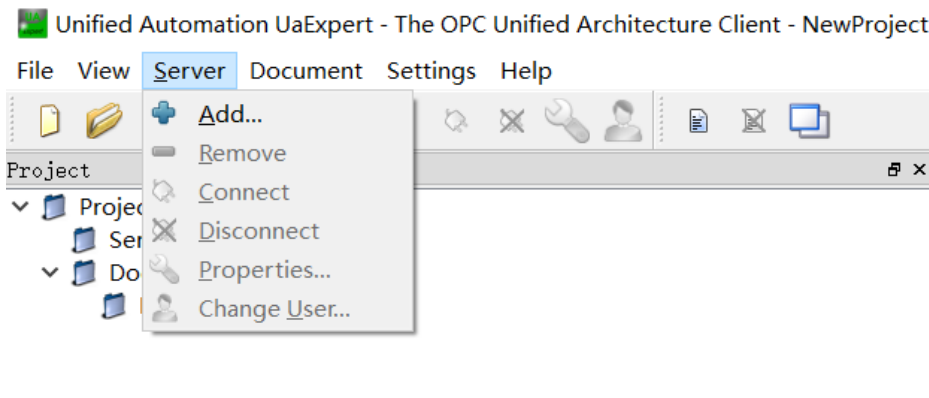 Unified Automation UaExpert - The OPC Unified Architecture Client - NewProject
File View Server Document Settings Help
Add...
Remove
Project
Connect
Disconnect
Properties...
Change User...